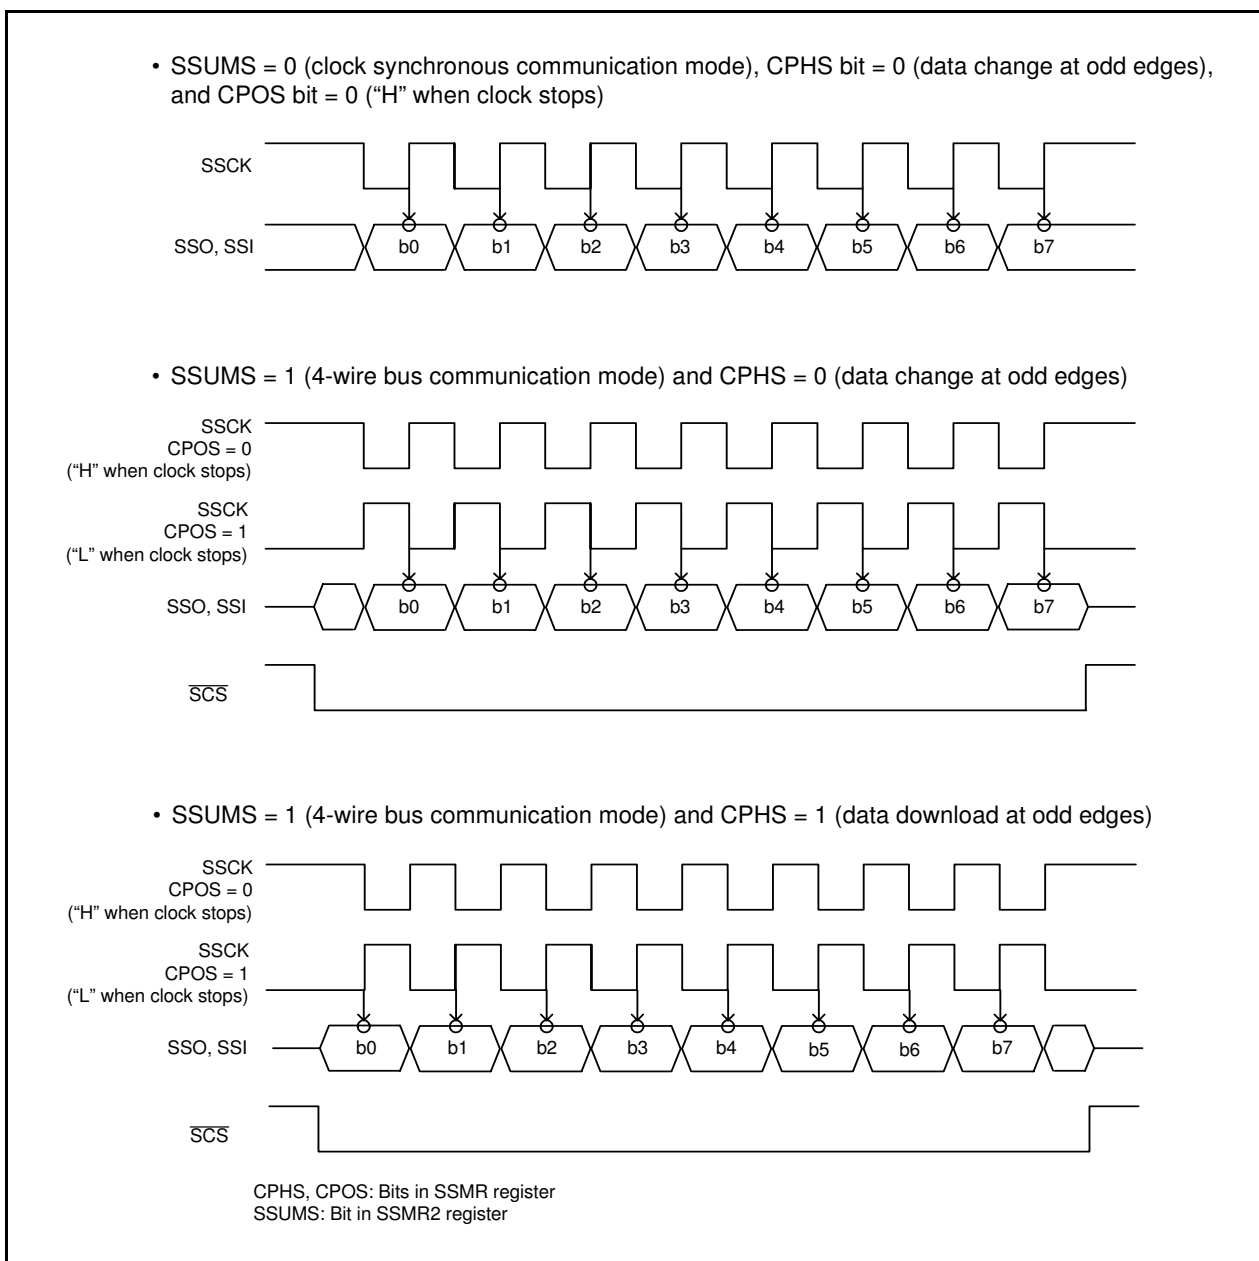 • SSUMS = 0 (clock synchronous communication mode), CPHS bit = 0 (data change at odd edges),
and CPOS bit = 0 (“H” when clock stops)
SSCK
SSO, SSI
b0 b1 b2 b3 b4 b5 b6 b7
• SSUMS = 1 (4-wire bus communication mode) and CPHS = 0 (data change at odd edges)
SSCK
CPOS = 0
(“H” when clock stops)
SSCK
CPOS = 1
(“L” when clock stops)
SSO, SSI
b0 b1 b2 b3 b4 b5 b6 b7
SCS
• SSUMS = 1 (4-wire bus communication mode) and CPHS = 1 (data download at odd edges)
SSCK
CPOS = 0
(“H” when clock stops)
SSCK
CPOS = 1
(“L” when clock stops)
SSO, SSI
b0 b1 b2 b3 b4 b5 b6 b7
SCS
CPHS, CPOS: Bits in SSMR register
SSUMS: Bit in SSMR2 register